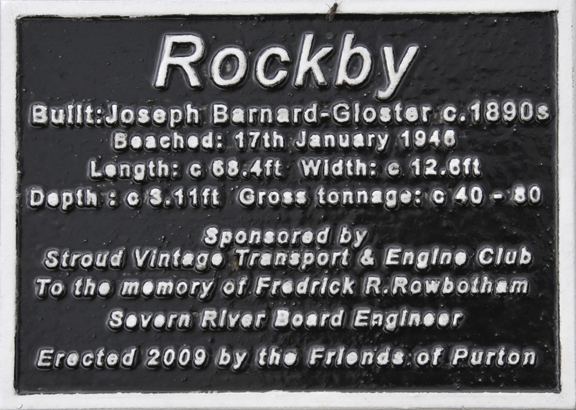 Rockby
Built:Joseph Barnard-Gloster c.1890s
Beached: 17th January 1946
Length: c 68.4ft Width: c 12.6ft
Depth : c 3.11ft Gross tonnage: c 40 - 80
Sponsored by
Stroud Vintage Transport & Engine Club
To the memory of Fredrick R.Rowbotham
Severn River Board Engineer
Erected 2009 by the Friends of Purton